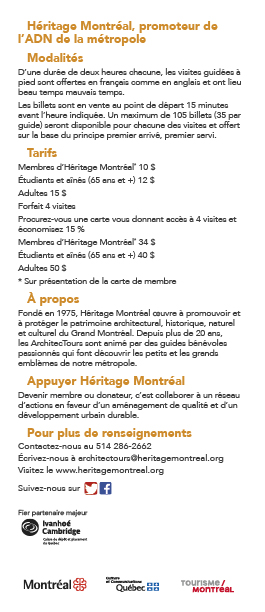 Héritage Montréal, promoteur de
l'ADN de la métropole
Modalités
D'une durée de deux heures chacune, les visites guidées à
pied sont offertes en français comme en anglais et ont lieu
beau temps mauvais temps.
Les billets sont en vente au point de départ 15 minutes
avant l'heure indiquée. Un maximum de 105 billets (35 par
guide) seront disponible pour chacune des visites et offert
sur la base du principe premier arrivé, premier servi.
Tarifs
Membres d'Héritage Montréal* 10 $
Étudiants et aînés (65 ans et +) 12 $
Adultes 15 $
Forfait 4 visites
Procurez-vous une carte vous donnant accès à 4 visites et
économisez 15 %
Membres d'Héritage Montréal* 34 $
Étudiants et aînés (65 ans et +) 40 $
Adultes 50 $
* Sur présentation de la carte de membre
À propos
Fondé en 1975, Héritage Montréal œuvre à promouvoir et
à protéger le patrimoine architectural, historique, naturel
et culturel du Grand Montréal. Depuis plus de 20 ans,
les ArchitecTours sont animé par des guides bénévoles
passionnés qui font découvrir les petits et les grands
emblèmes de notre métropole.
Appuyer Héritage Montréal
Devenir membre ou donateur, c'est collaborer à un réseau
d'actions en faveur d'un aménagement de qualité et d'un
développement urbain durable.
Pour plus de renseignements
Contactez-nous au 514 286-2662
Écrivez-nous à architectours@heritagemontreal.org
Visitez le www.heritagemontreal.org
Suivez-nous sur
Fier partenaire majeur
Ivanhoé
Cambridge
Caisse de dépôt et placement
du Québec
Montréal
Culture
et Communications
Québec
TOURISME /
MONTRÉAL